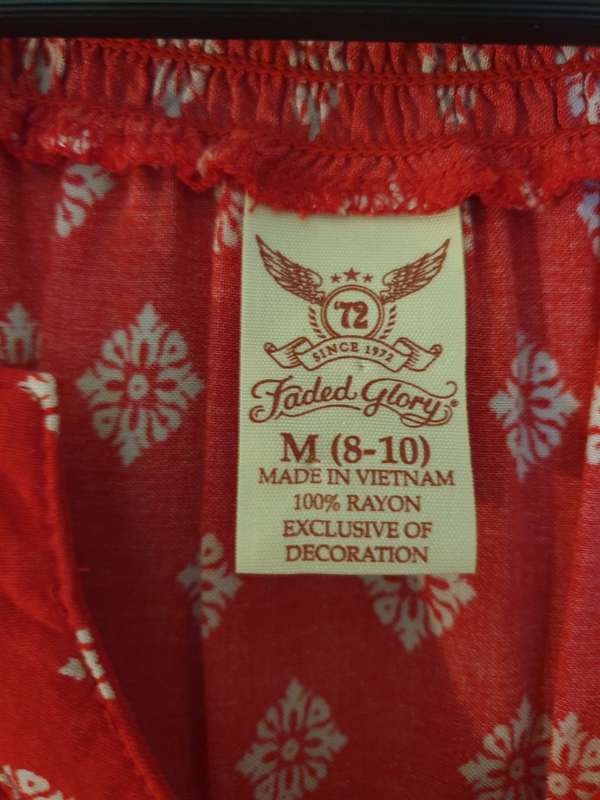 '72
SINCE 1972
Faded Glory®
M (8-10)
MADE IN VIETNAM
100% RAYON
EXCLUSIVE OF
DECORATION